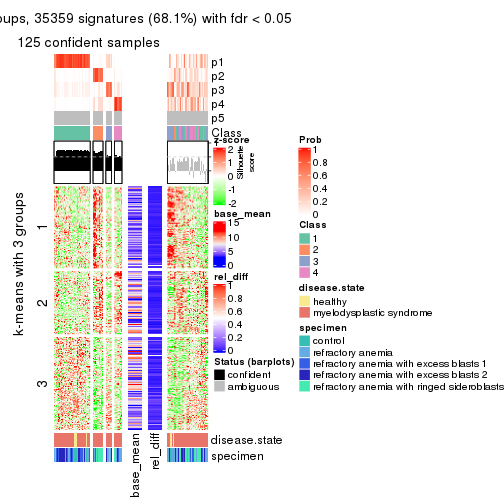 oups, 35359 signatures (68.1%) with fdr < 0.05
125 confident samples
p1
p2
p3
p4
p5
Class
1
Silhouette
score
k-means with 3 groups
1
2
3
base_mean
rel_diff
disease.state
specimen
z-score
2
1
0
-1
-2
base_mean
15
10
5
0
rel_diff
1
0.8
0.6
0.4
0.2
0
Status (barplots)
confident
ambiguous
Prob
1
0.8
0.6
0.4
0.2
0
Class
1
2
3
4
disease.state
healthy
myelodysplastic syndrome
specimen
control
refractory anemia
refractory anemia with excess blasts 1
refractory anemia with excess blasts 2
refractory anemia with ringed sideroblasts